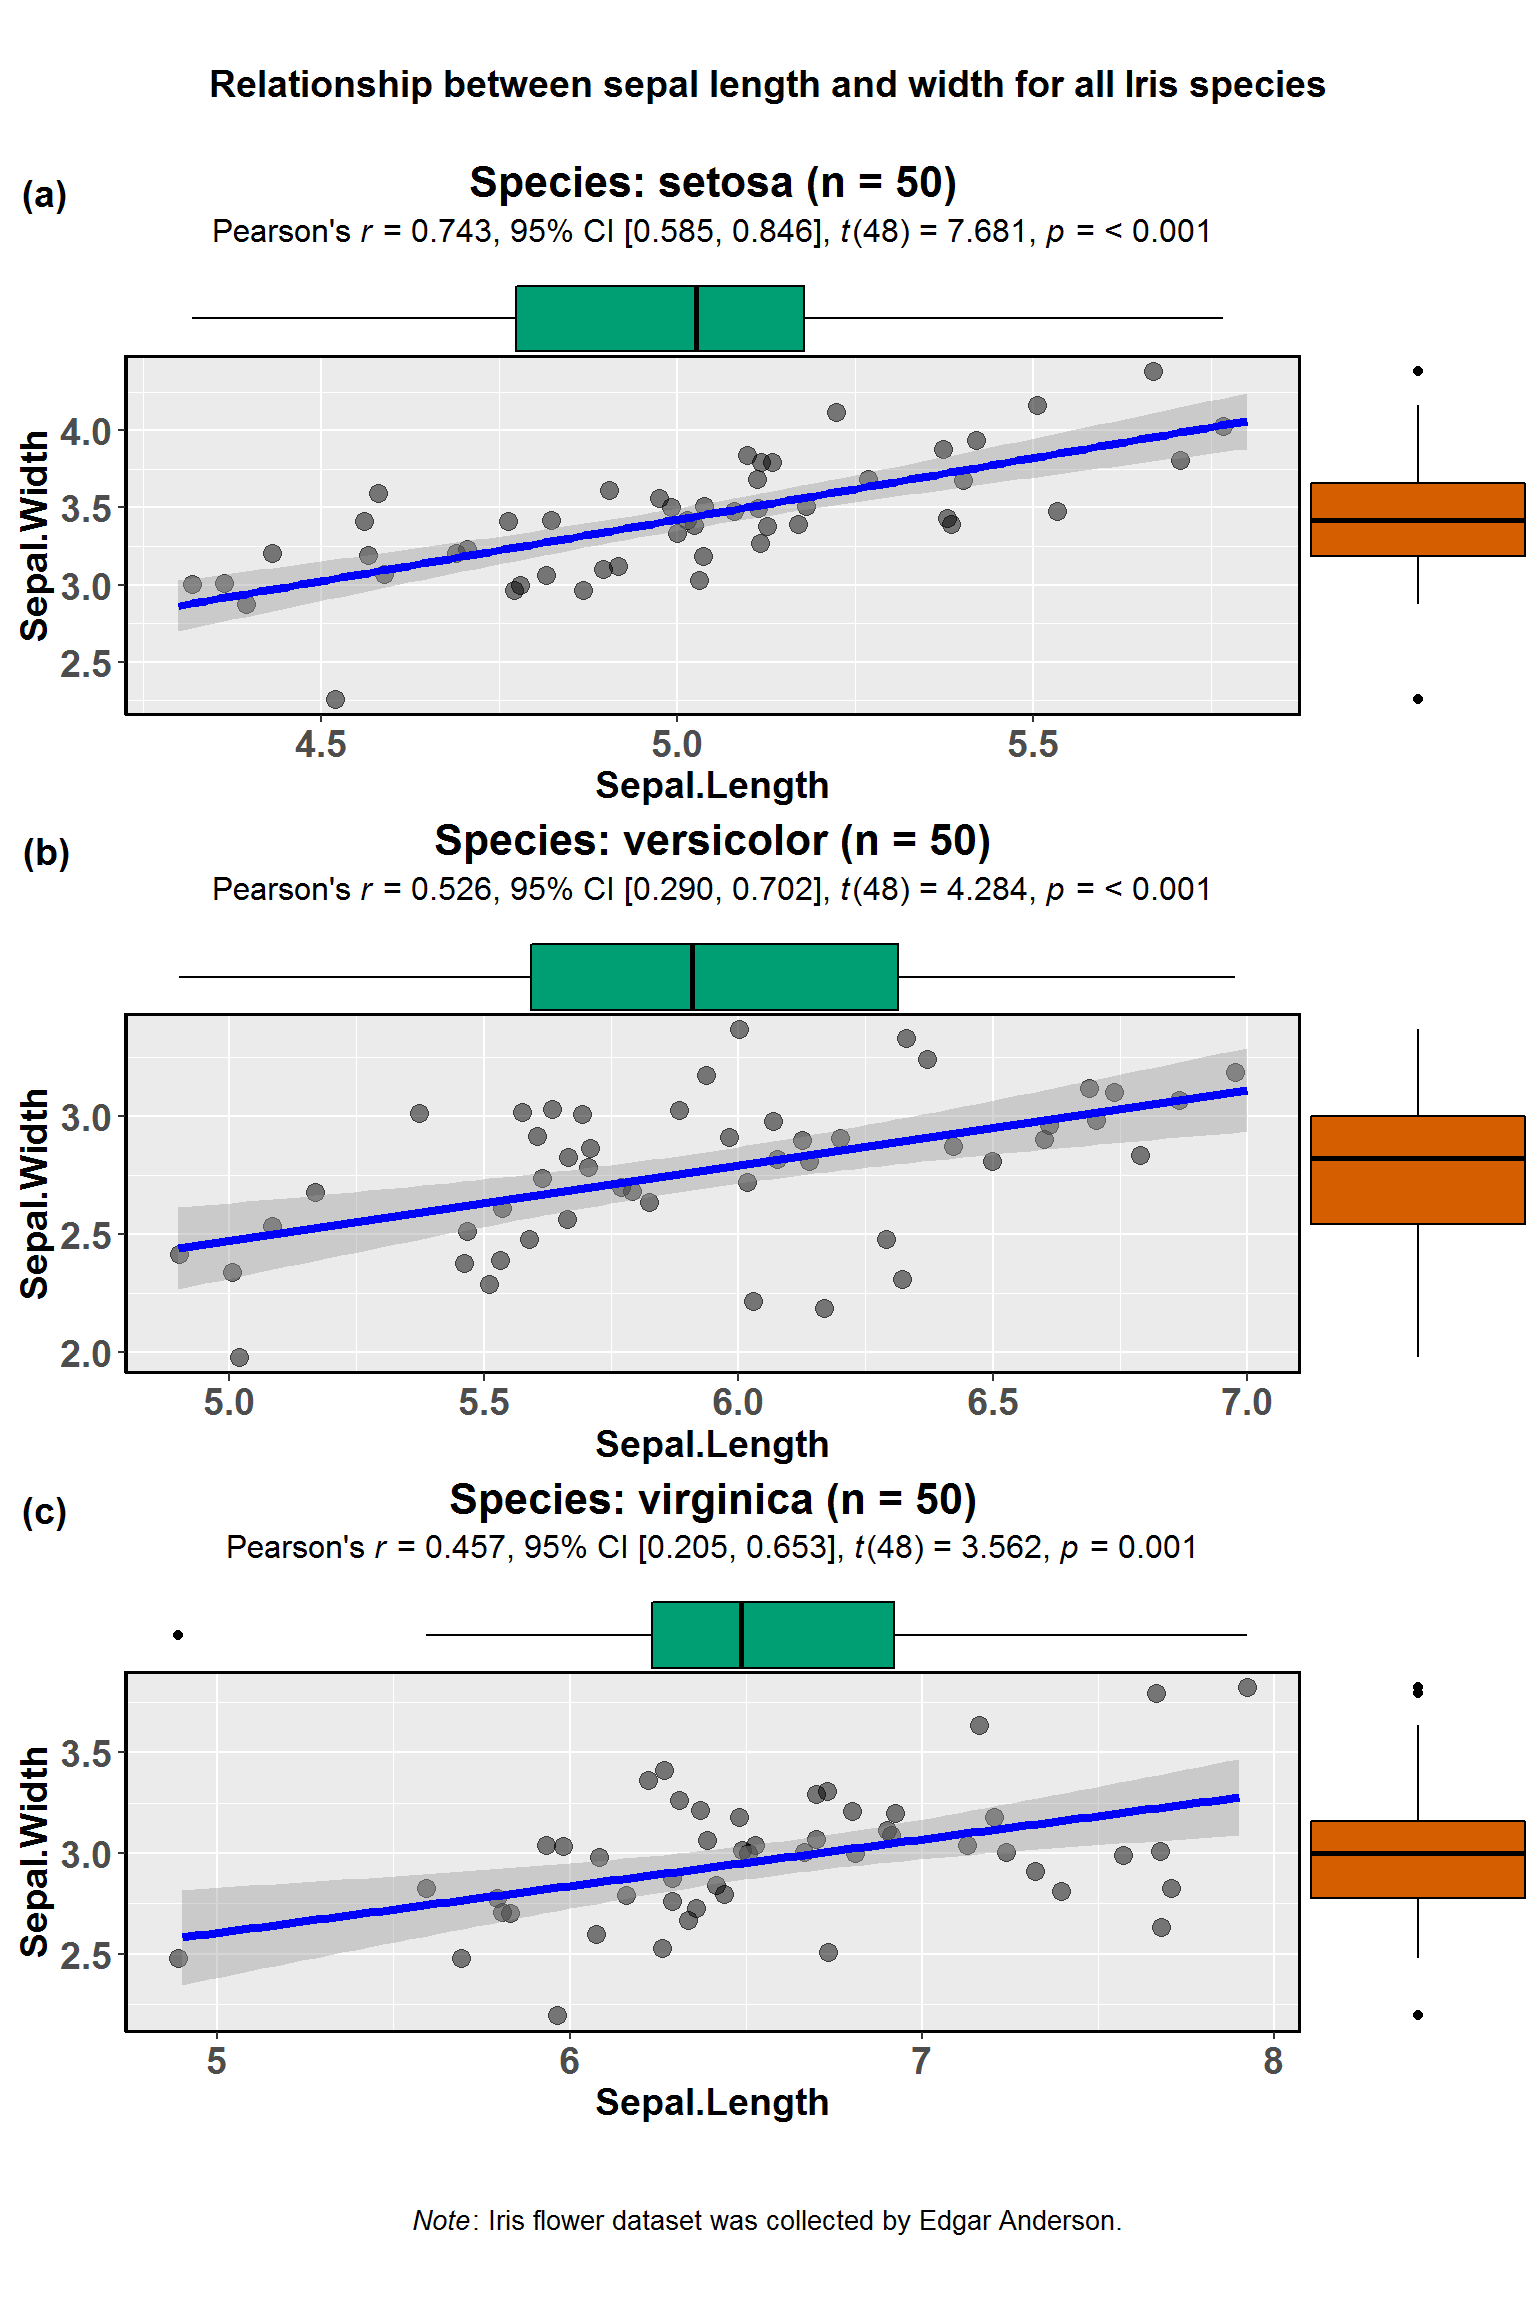 Relationship between sepal length and width for all Iris species
(a)
Species: setosa (n = 50)
Pearson's r = 0.743, 95% CI [0.585, 0.846], t(48) = 7.681, p = < 0.001
Sepal.Width
4.0
3.5
3.0
2.5
4.5 5.0 5.5
Sepal.Length
(b)
Species: versicolor (n = 50)
Pearson's r = 0.526, 95% CI [0.290, 0.702], t(48) = 4.284, p = < 0.001
Sepal.Width
3.0
2.5
2.0
5.0 5.5 6.0 6.5 7.0
Sepal.Length
(c)
Species: virginica (n = 50)
Pearson's r = 0.457, 95% CI [0.205, 0.653], t(48) = 3.562, p = 0.001
Sepal.Width
3.5
3.0
2.5
5 6 7 8
Sepal.Length
Note: Iris flower dataset was collected by Edgar Anderson.